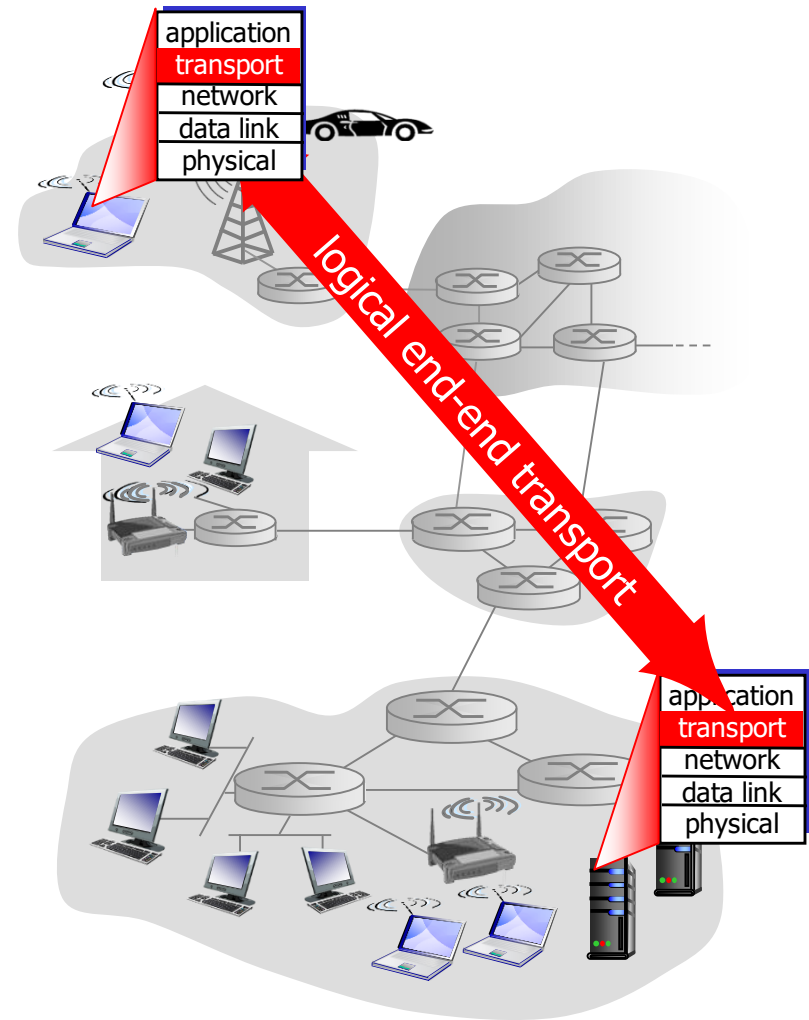 application
transport
network
data link
physical
logical end-end transport
application
transport
network
data link
physical